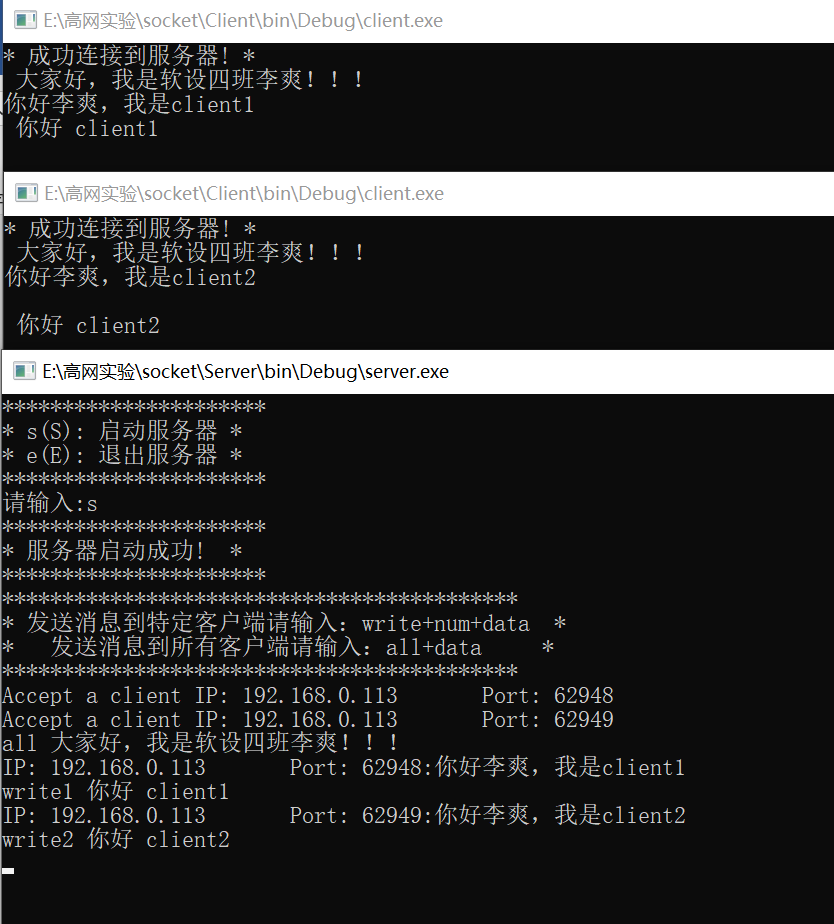 E:\高网实验\socket\Client\bin\Debug\client.exe
* 成功连接到服务器! *
大家好，我是软设四班李爽！！！
你好李爽，我是client1
你好 client1
E:\高网实验\socket\Client\bin\Debug\client.exe
* 成功连接到服务器! *
大家好，我是软设四班李爽！！！
你好李爽，我是client2
你好 client2
E:\高网实验\socket\Server\bin\Debug\server.exe
**********************
* s(S): 启动服务器 *
* e(E): 退出服务器 *
**********************
请输入:s
**********************
* 服务器启动成功!  *
**********************
*******************************************
* 发送消息到特定客户端请输入: write+num+data  *
*   发送消息到所有客户端请输入: all+data     *
*******************************************
Accept a client IP: 192.168.0.113       Port: 62948
Accept a client IP: 192.168.0.113       Port: 62949
all 大家好，我是软设四班李爽！！！
IP: 192.168.0.113       Port: 62948:你好李爽，我是client1
write1 你好 client1
IP: 192.168.0.113       Port: 62949:你好李爽，我是client2
write2 你好 client2